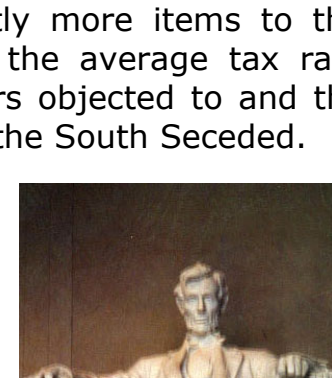 more items to
the average tax
objected to and
the South Seceded.